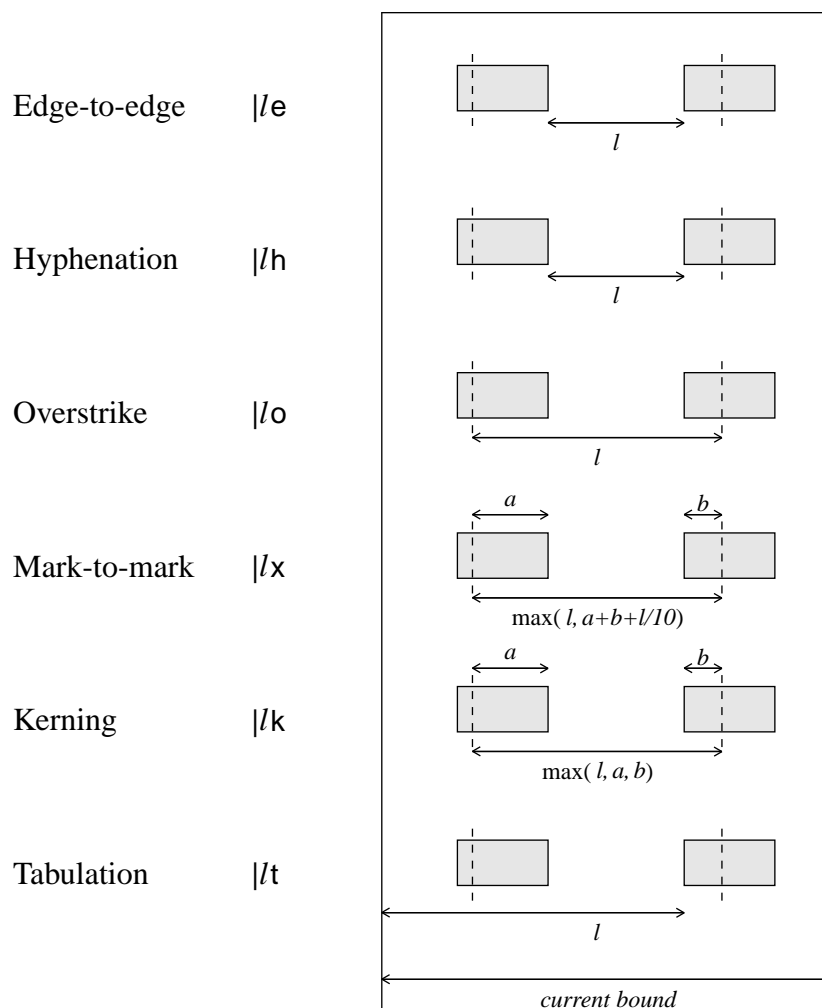 Edge-to-edge |le
l
Hyphenation |lh
l
Overstrike |lo
l
a b
Mark-to-mark |lx
max( l, a+b+l/10)
a b
Kerning |lk
max( l, a, b)
Tabulation |lt
l
current bound